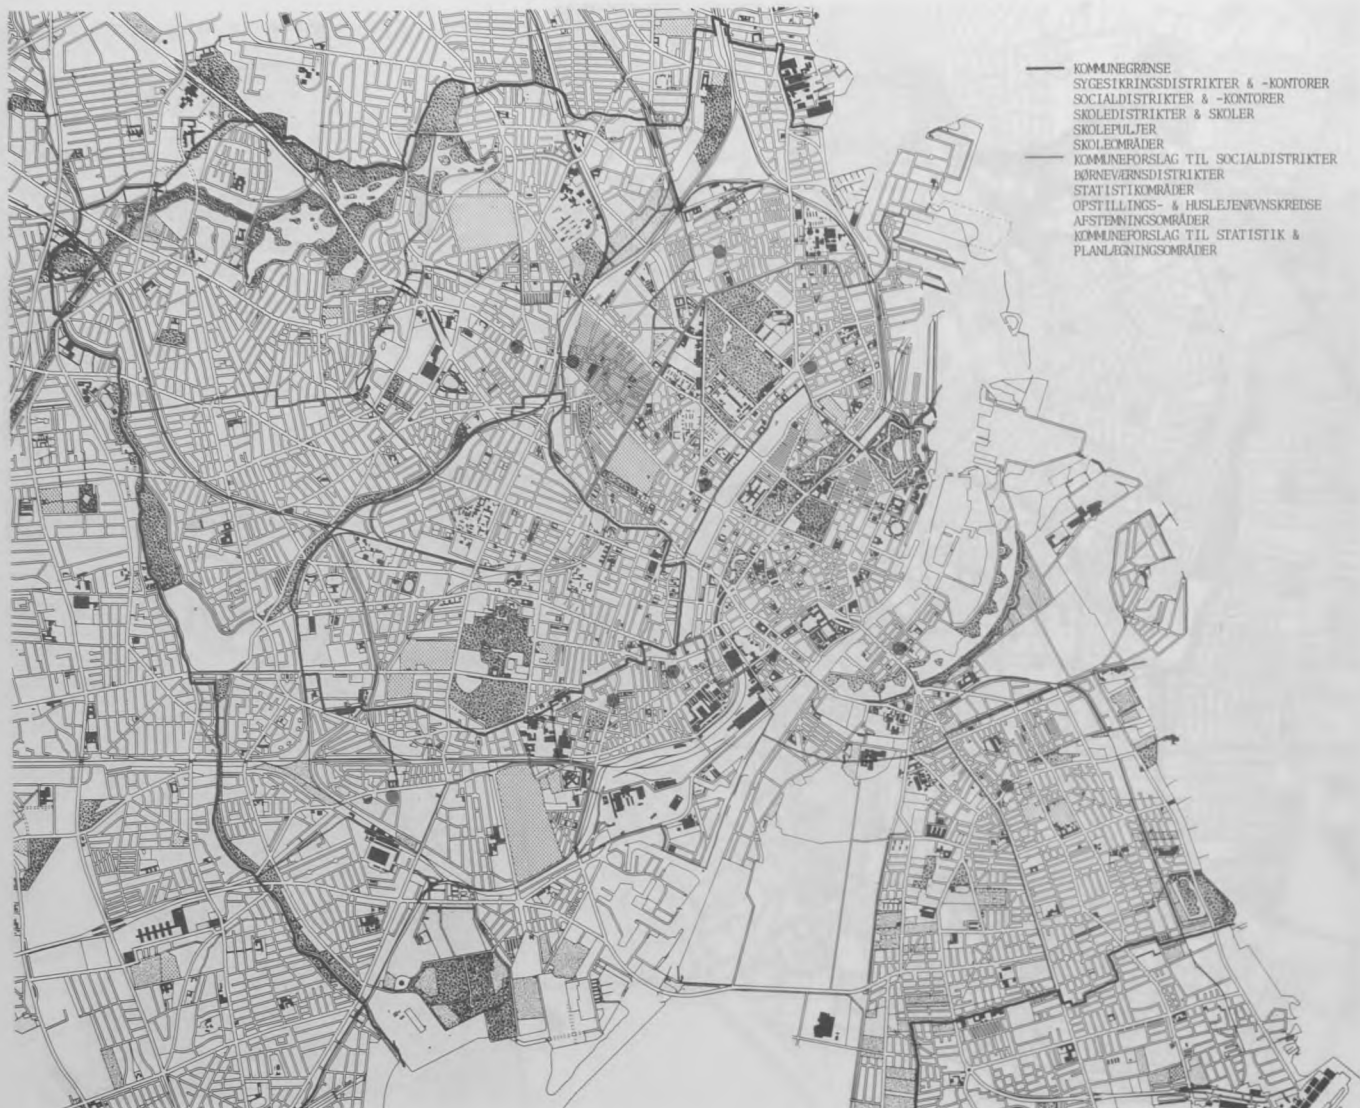 KOMMUNEGRÆNSE
SYGESIKRINGSDISTRIKTER & -KONTORER
SOCIALDISTRIKTER & -KONTORER
SKOLEDISTRIKTER & SKOLER
SKOLEPULJER
SKOLEOMRÅDER
KOMMUNEFORSLAG TIL SOCIALDISTRIKTER
BØRNEVÆRNSDISTRIKTER
STATISTIKOMRÅDER
OPSTILLINGS- & HUSLEJENÆVNSKREDSE
AFSTEMNINGSOMRÅDER
KOMMUNEFORSLAG TIL STATISTIK &
PLANLÆGNINGSOMRÅDER